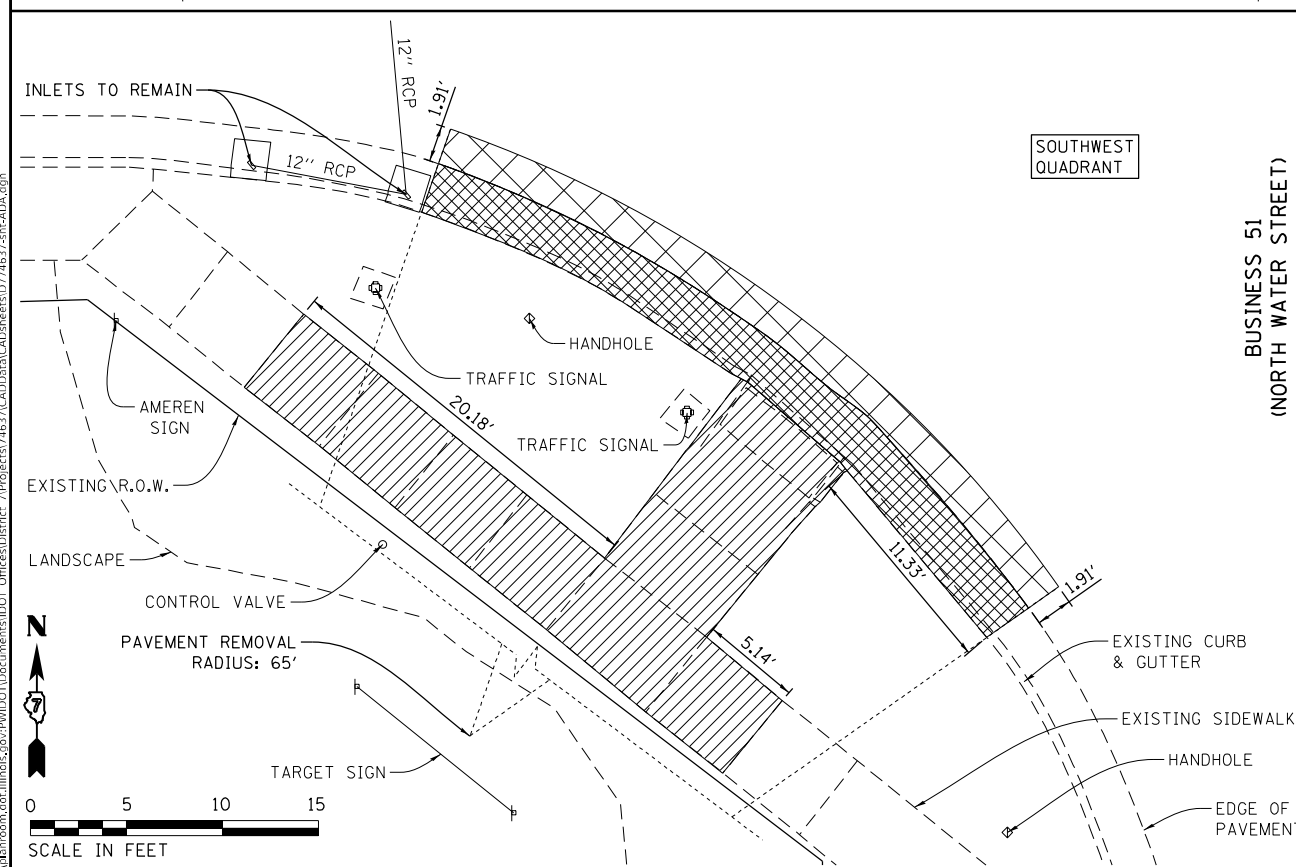 INLETS TO REMAIN
12" RCP
12" RCP
1.91'
SOUTHWEST
QUADRANT
BUSINESS 51
(NORTH WATER STREET)
HANDHOLE
TRAFFIC SIGNAL
20.18'
TRAFFIC SIGNAL
AMEREN
SIGN
EXISTING R.O.W.
LANDSCAPE
CONTROL VALVE
11.33'
1.91'
N
7
PAVEMENT REMOVAL
RADIUS: 65'
5.14'
EXISTING CURB
& GUTTER
EXISTING SIDEWALK
HANDHOLE
TARGET SIGN
EDGE OF
PAVEMENT
0 5 10 15
SCALE IN FEET